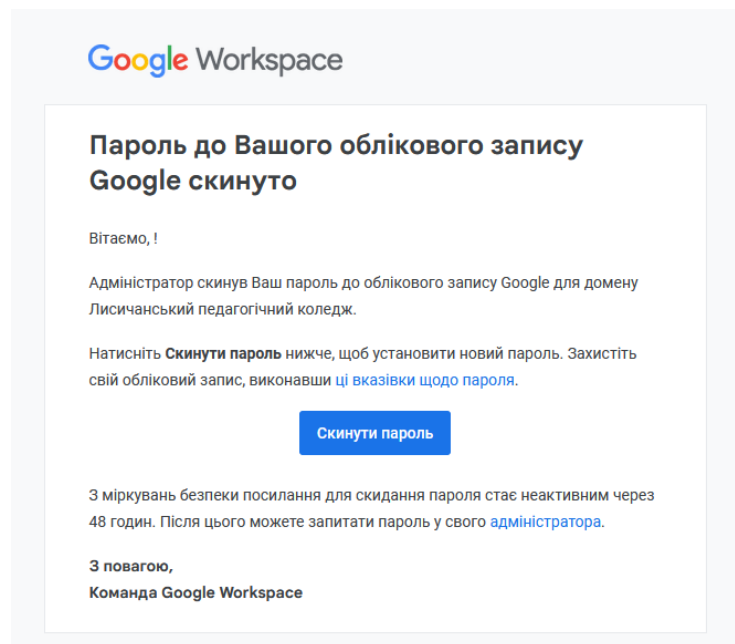 Google Workspace
Пароль до Вашого облікового запису
Google скинуто
Вітаємо, !
Адміністратор скинув Ваш пароль до облікового запису Google для домену
Лисичанський педагогічний коледж.
Натисніть Скинути пароль нижче, щоб установити новий пароль. Захистіть
свій обліковий запис, виконавши ці вказівки щодо пароля.
Скинути пароль
З міркувань безпеки посилання для скидання пароля стає неактивним через
48 годин. Після цього можете запитати пароль у свого адміністратора.
З повагою,
Команда Google Workspace